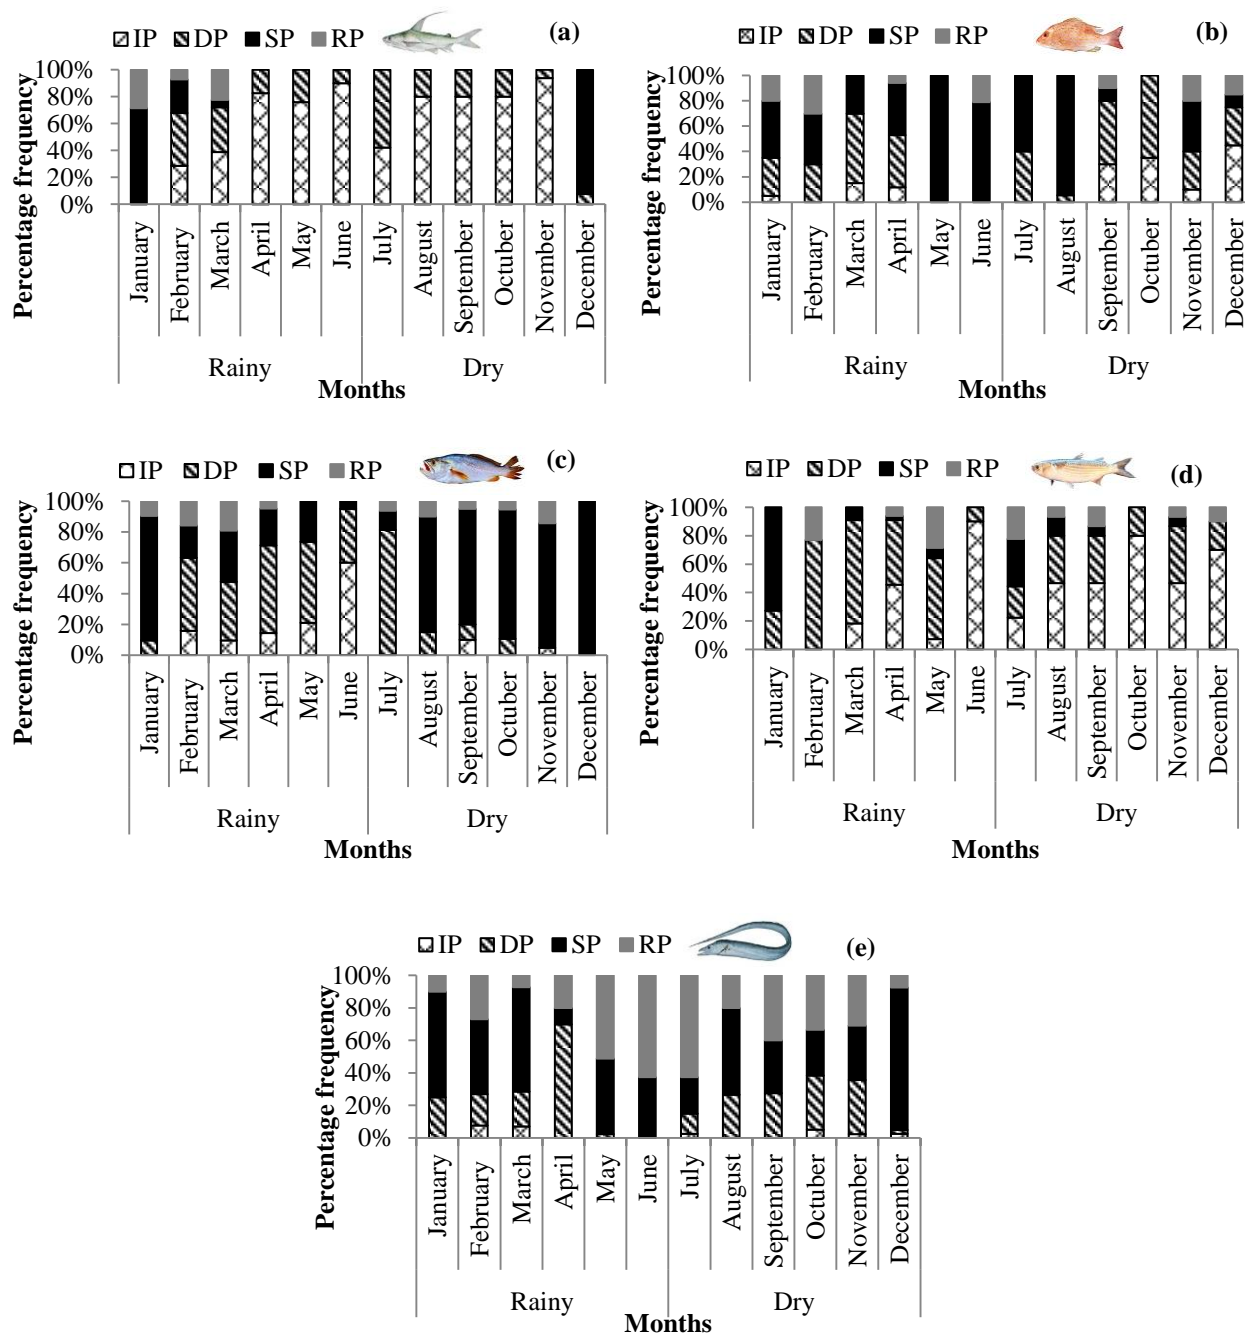 IP DP SP RP (a)
Percentage frequency
100%
80%
60%
40%
20%
0%
January February March April May June July August September Octuber November December
Rainy Dry
Months
IP DP SP RP (b)
Percentage frequency
100%
80%
60%
40%
20%
0%
January February March April May June July August September Octuber November December
Rainy Dry
Months
IP DP SP RP (c)
Percentage frequency
100%
80%
60%
40%
20%
0%
January February March April May June July August September Octuber November December
Rainy Dry
Months
IP DP SP RP (d)
Percentage frequency
100%
80%
60%
40%
20%
0%
January February March April May June July August September Octuber November December
Rainy Dry
Months
IP DP SP RP (e)
Percentage frequency
100%
80%
60%
40%
20%
0%
January February March April May June July August September Octuber November December
Rainy Dry
Months